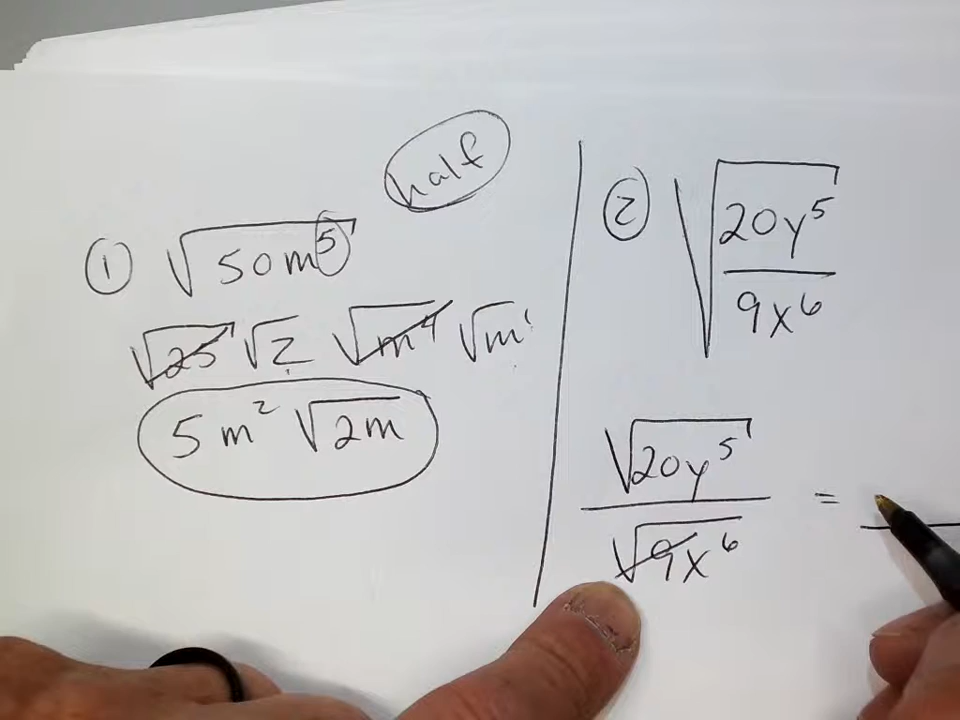 half
① √50m⁵
√25 √2 √m⁴ √m¹
5m² √2m
② √20y⁵/9x⁶
√20y⁵/√9x⁶ =